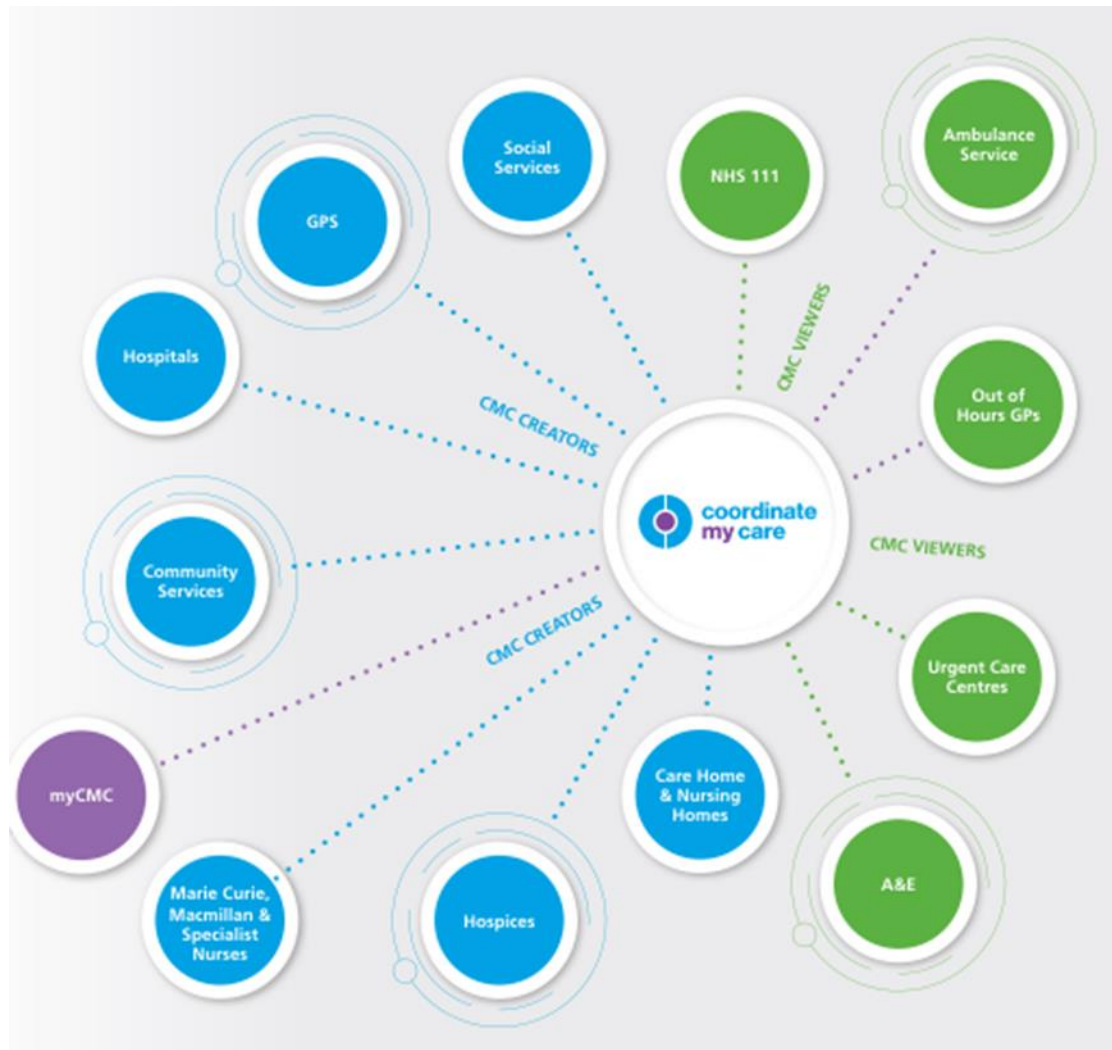 Social
Services
NHS 111
Ambulance
Service
GPS
Hospitals
CMC CREATORS
CMC VIEWERS
Out of
Hours GPs
coordinate
my care
CMC VIEWERS
Community
Services
CMC CREATORS
Urgent Care
Centres
myCMC
Care Home
& Nursing
Homes
Marie Curie,
Macmillan &
Specialist
Nurses
Hospices
A&E